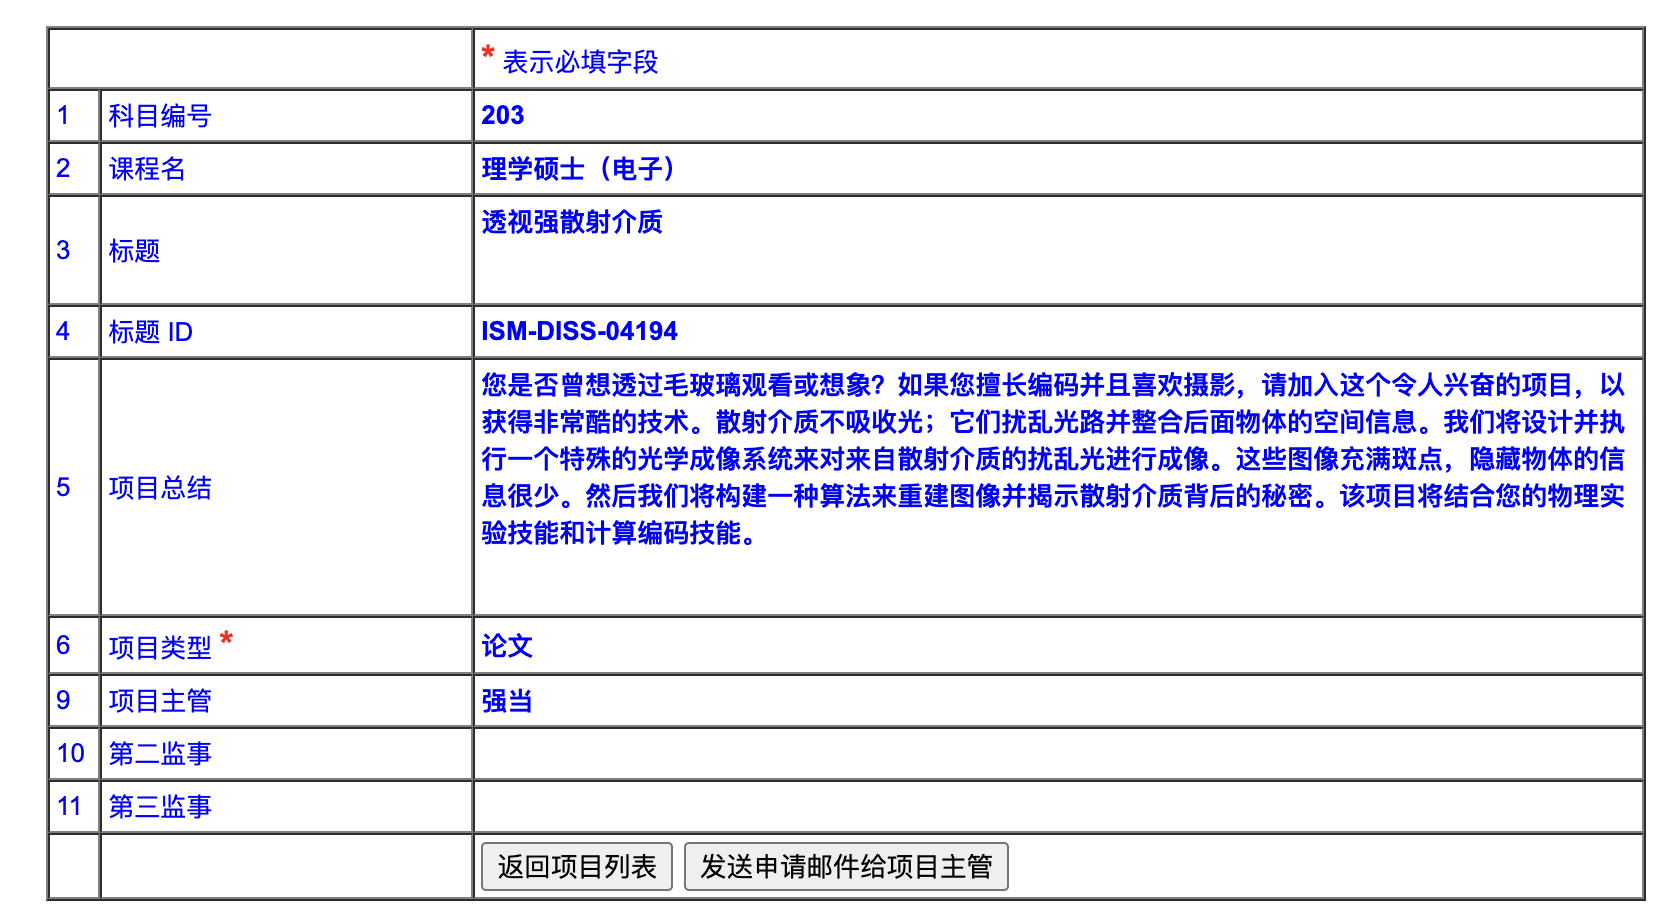 * 表示必填字段
1 科目编号 203
2 课程名 理学硕士（电子）
3 标题 透视强散射介质
4 标题 ID ISM-DISS-04194
5 项目总结 您是否曾想透过毛玻璃观看或想象？如果您擅长编码并且喜欢摄影，请加入这个令人兴奋的项目，以
获得非常酷的技术。散射介质不吸收光；它们扰乱光路并整合后面物体的空间信息。我们将设计并执
行一个特殊的光学成像系统来对来自散射介质的扰乱光进行成像。这些图像充满斑点，隐藏物体的信
息很少。然后我们将构建一种算法来重建图像并揭示散射介质背后的秘密。该项目将结合您的物理实
验技能和计算编码技能。
6 项目类型 * 论文
9 项目主管 强当
10 第二监事
11 第三监事
返回项目列表 发送申请邮件给项目主管